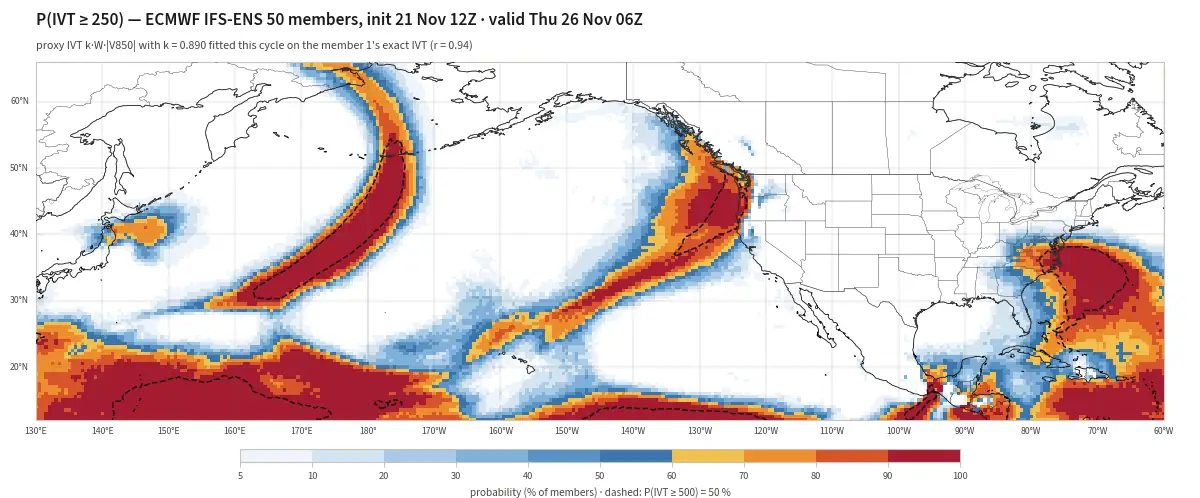 P(IVT ≥ 250) — ECMWF IFS-ENS 50 members, init 21 Nov 12Z · valid Thu 26 Nov 06Z
proxy IVT k·W·|V850| with k = 0.890 fitted this cycle on the member 1's exact IVT (r = 0.94)
60°N
50°N
40°N
30°N
20°N
130°E 140°E 150°E 160°E 170°E 180° 170°W 160°W 150°W 140°W 130°W 120°W 110°W 100°W 90°W 80°W 70°W 60°W
5 10 20 30 40 50 60 70 80 90 100
probability (% of members) · dashed: P(IVT ≥ 500) = 50 %